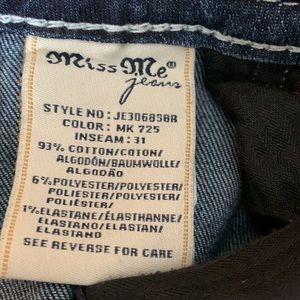 Miss Me®
jeans
STYLE NO : JE3068SBR
COLOR: MK 725
INSEAM: 31
93% COTTON/COTON/
ALGODÓN/BAUMWOLLE/
ALGODÃO
6%POLYESTER/POLYESTER/
POLIÉSTER/POLYESTER/
POLIÉSTER/
1%ELASTANE/ÉLASTHANNE/
ELASTANO/ELASTAN/
ELASTANO
SEE REVERSE FOR CARE